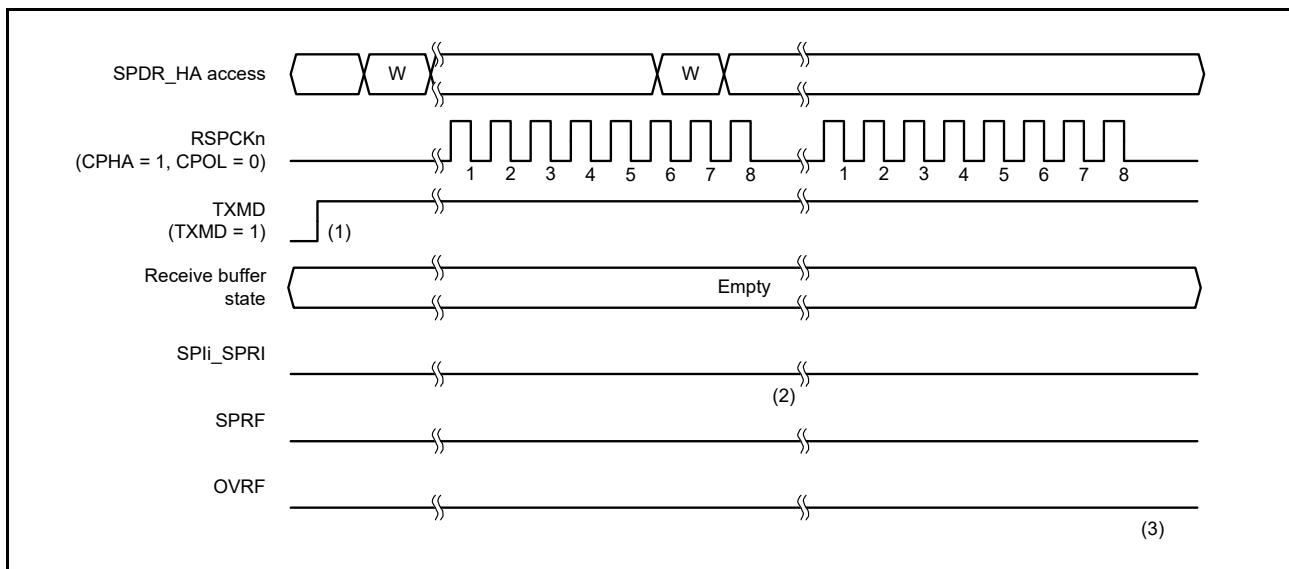 SPDR_HA access
W
W
RSPCKn
(CPHA = 1, CPOL = 0)
1 2 3 4 5 6 7 8
1 2 3 4 5 6 7 8
TXMD
(TXMD = 1)
(1)
Receive buffer
state
Empty
SPIi_SPRI
(2)
SPRF
OVRF
(3)